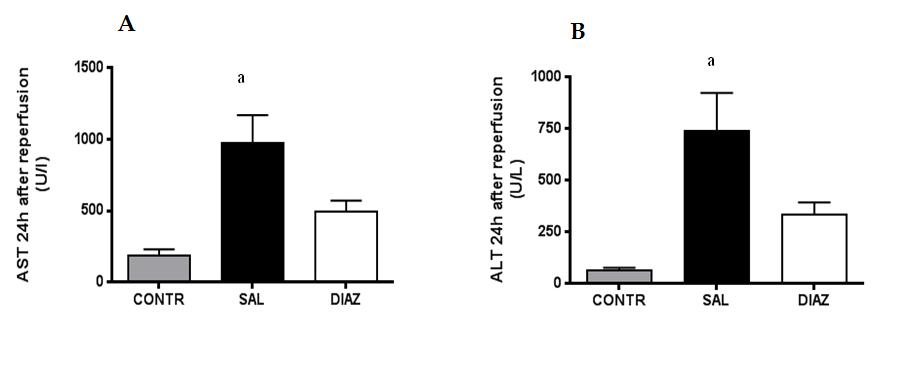 A
AST 24h after reperfusion
(U/l)
1500
1000
500
0
a
CONTR SAL DIAZ
B
ALT 24h after reperfusion
(U/L)
1000
750
500
250
0
a
CONTR SAL DIAZ